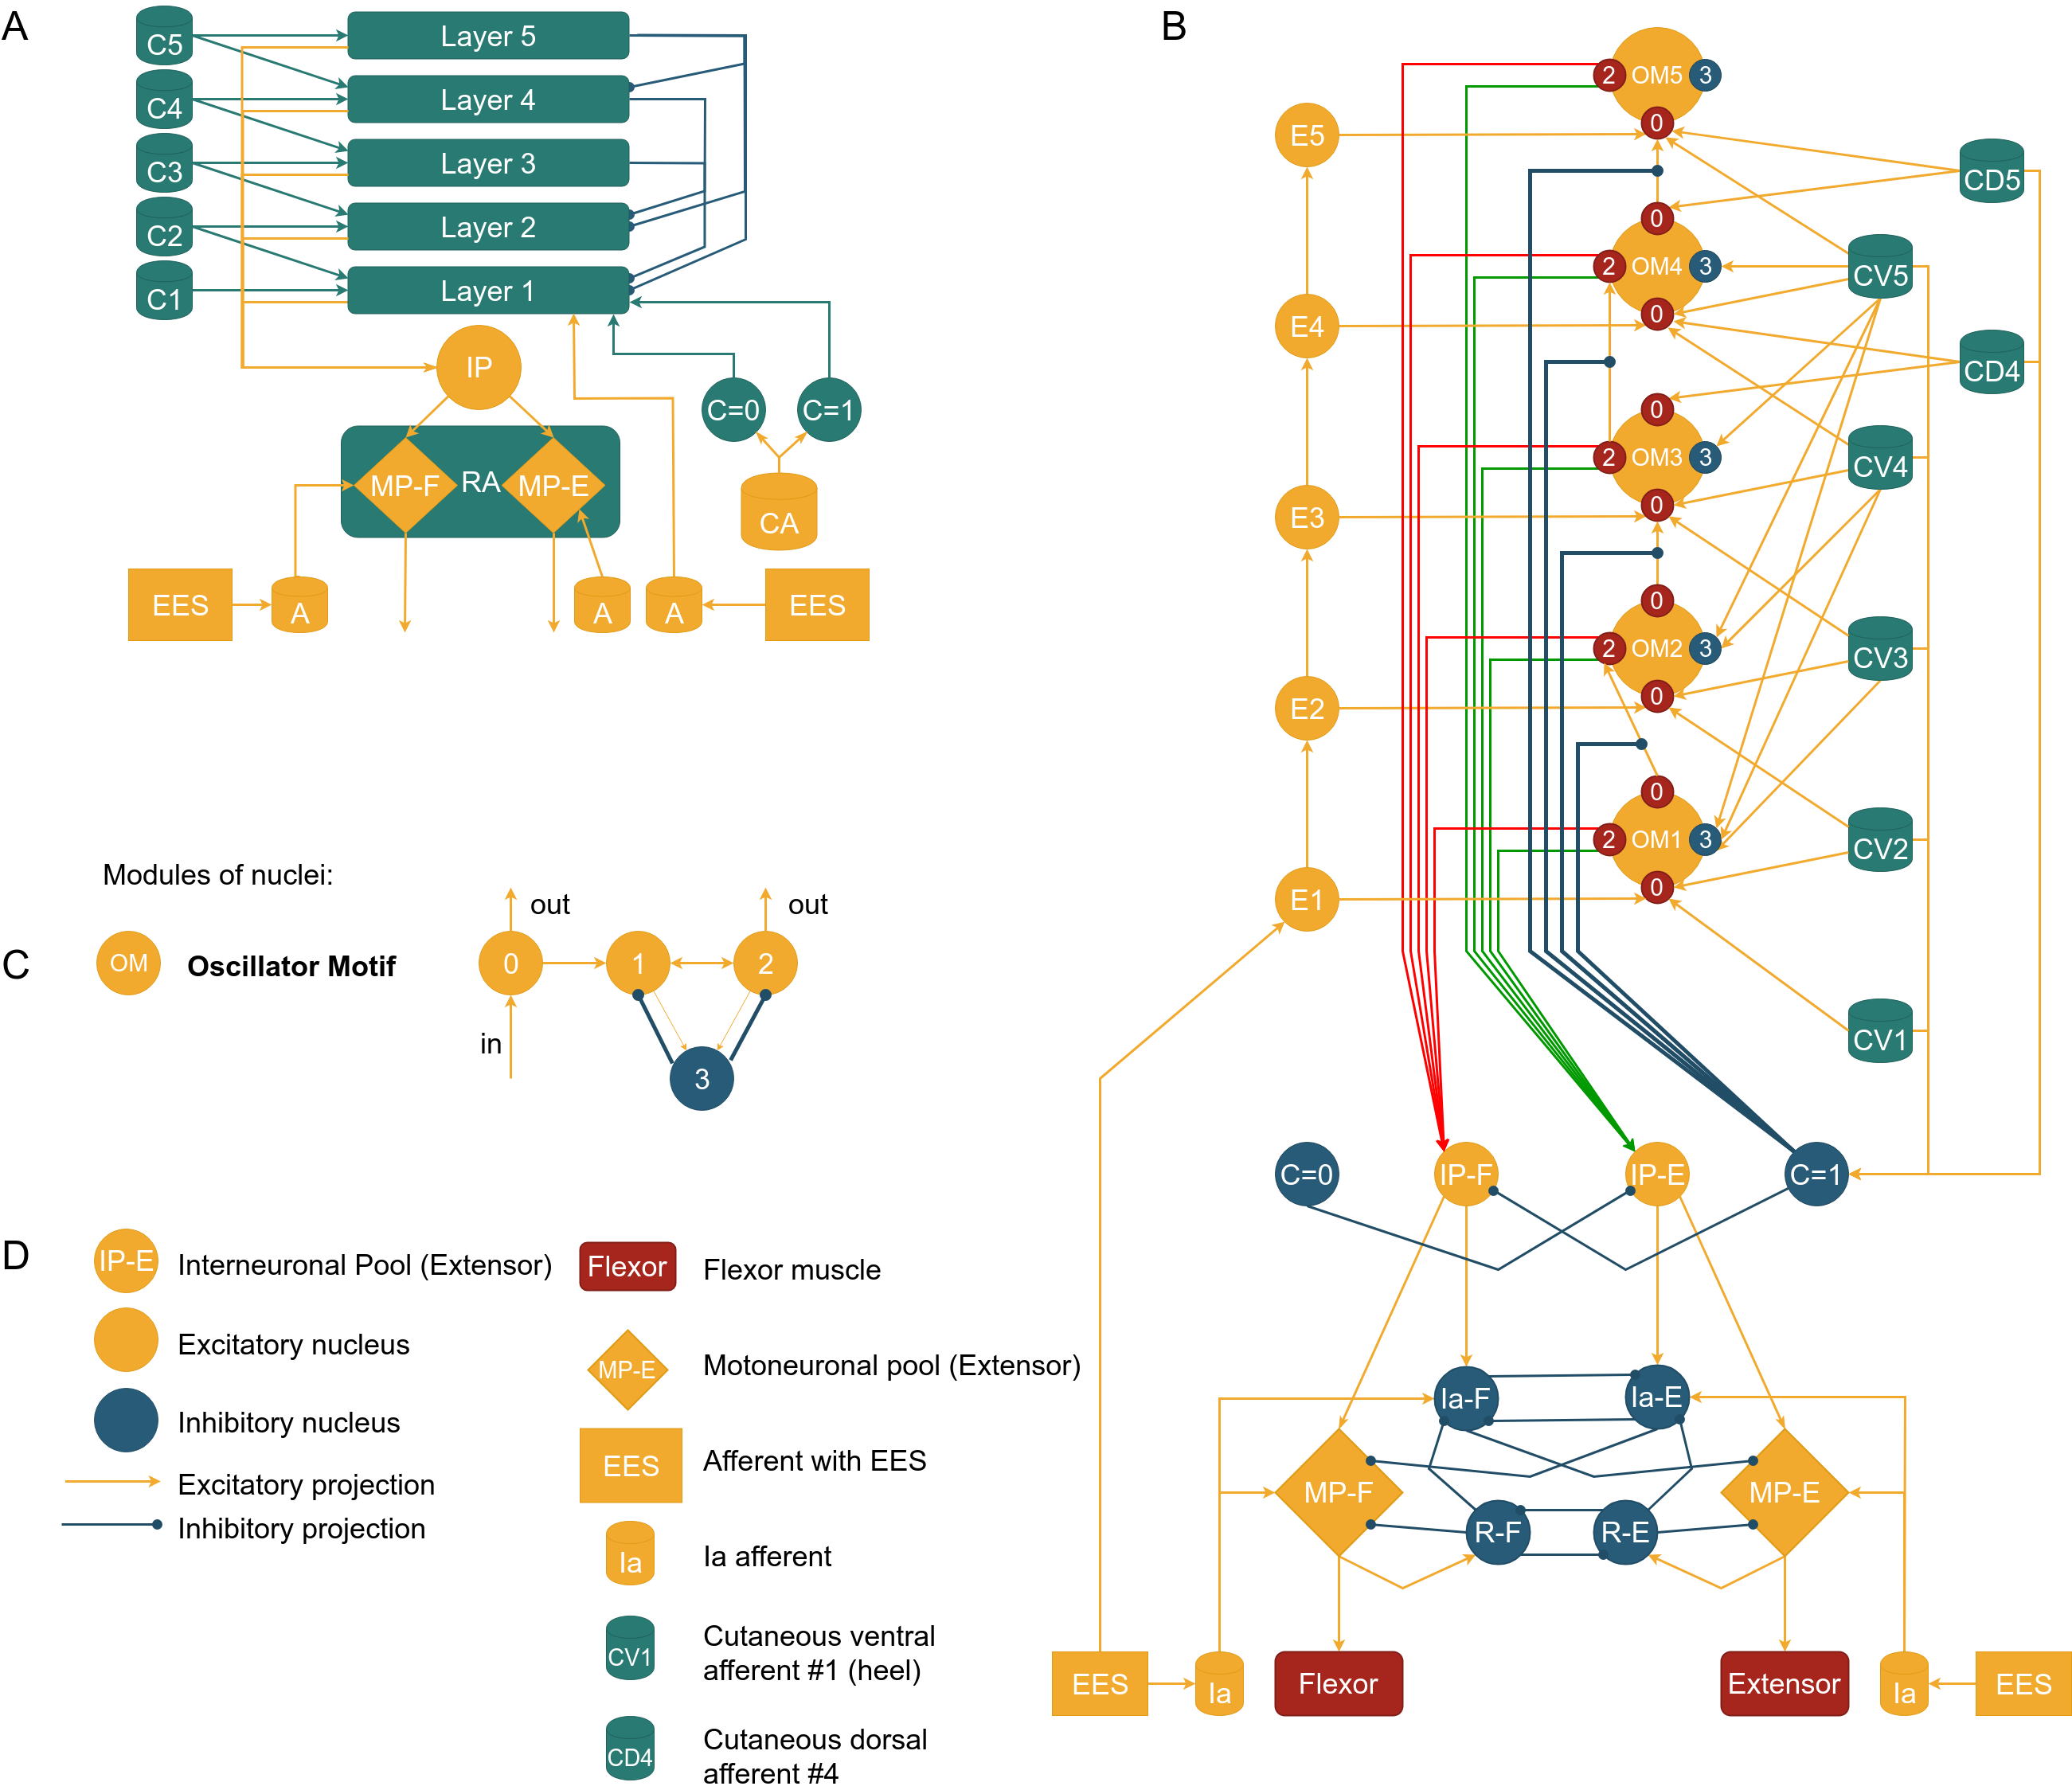 A
C5
Layer 5
C4
Layer 4
C3
Layer 3
C2
Layer 2
C1
Layer 1
IP
C=0
C=1
MP-F
RA
MP-E
CA
EES
A
A
A
EES
B
2
OM5
3
0
E5
CD5
0
2
OM4
3
CV5
0
E4
CD4
0
2
OM3
3
CV4
0
E3
0
2
OM2
3
CV3
0
E2
0
2
OM1
3
CV2
0
E1
CV1
C=0
IP-F
IP-E
C=1
Ia-F
Ia-E
MP-F
MP-E
R-F
R-E
EES
Ia
Flexor
Extensor
Ia
EES
Modules of nuclei:
C
OM
Oscillator Motif
out
out
0
1
2
in
3
D
IP-E
Interneuronal Pool (Extensor)
Excitatory nucleus
Inhibitory nucleus
Excitatory projection
Inhibitory projection
Flexor
Flexor muscle
MP-E
Motoneuronal pool (Extensor)
EES
Afferent with EES
Ia
Ia afferent
CV1
Cutaneous ventral
afferent #1 (heel)
CD4
Cutaneous dorsal
afferent #4